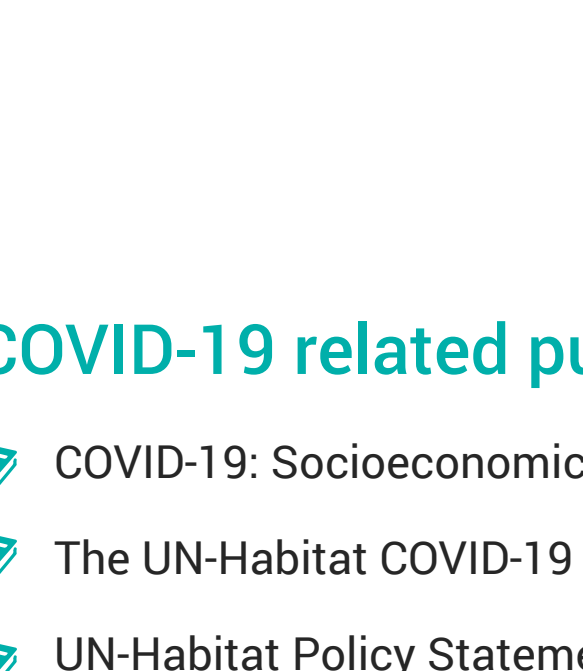 COVID-19 related pu
COVID-19: Socioeconomic
The UN-Habitat COVID-19
UN-Habitat Policy Stateme